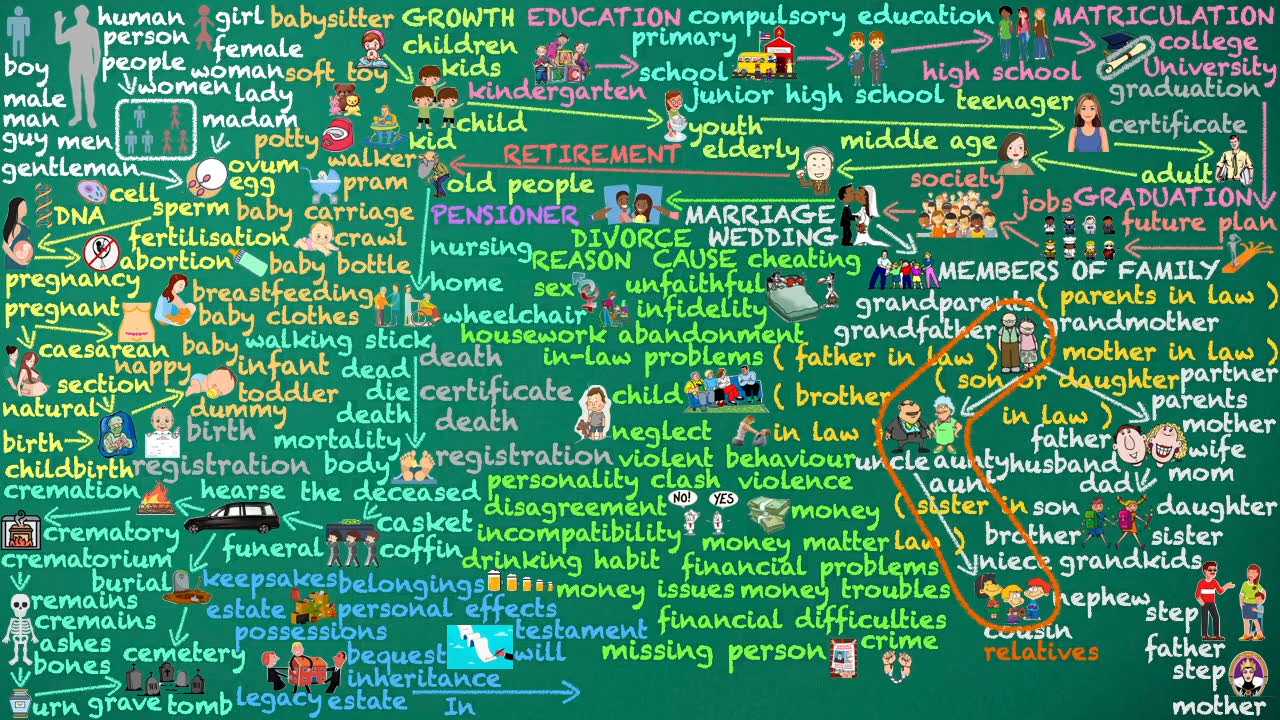 human girl babysitter GROWTH EDUCATION compulsory education MATRICULATION
person children primary college
people female kids school University
boy woman soft toy high school
male women lady kindergarten junior high school teenager graduation
man madam child youth certificate
guy men potty kid elderly middle age
gentleman ovum walker RETIREMENT adult
egg pram old people society
cell PENSIONER MARRIAGE jobs GRADUATION
DNA sperm baby carriage WEDDING future plan
fertilisation crawl nursing DIVORCE
abortion baby bottle REASON CAUSE cheating MEMBERS OF FAMILY
pregnancy home sex unfaithful
pregnant breastfeeding wheelchair infidelity grandparents ( parents in law )
baby clothes housework abandonment grandfather grandmother
caesarean baby walking stick death in-law problems ( father in law ) ( mother in law )
section nappy infant dead certificate ( son or daughter partner
toddler die death child ( brother in law ) parents
natural dummy death neglect in law father mother
birth birth mortality registration violent behaviour uncle aunty husband wife
childbirth registration body personality clash violence aunt dad mom
cremation hearse the deceased disagreement NO! YES money ( sister in son daughter
crematory casket incompatibility money matter law ) brother sister
crematorium funeral coffin drinking habit financial problems niece grandkids
burial keepsakes belongings money issues money troubles nephew step
remains estate personal effects financial difficulties cousin father
cremains possessions testament missing person crime relatives step
ashes cemetery bequest will mother
bones inheritance
urn grave tomb legacy estate In